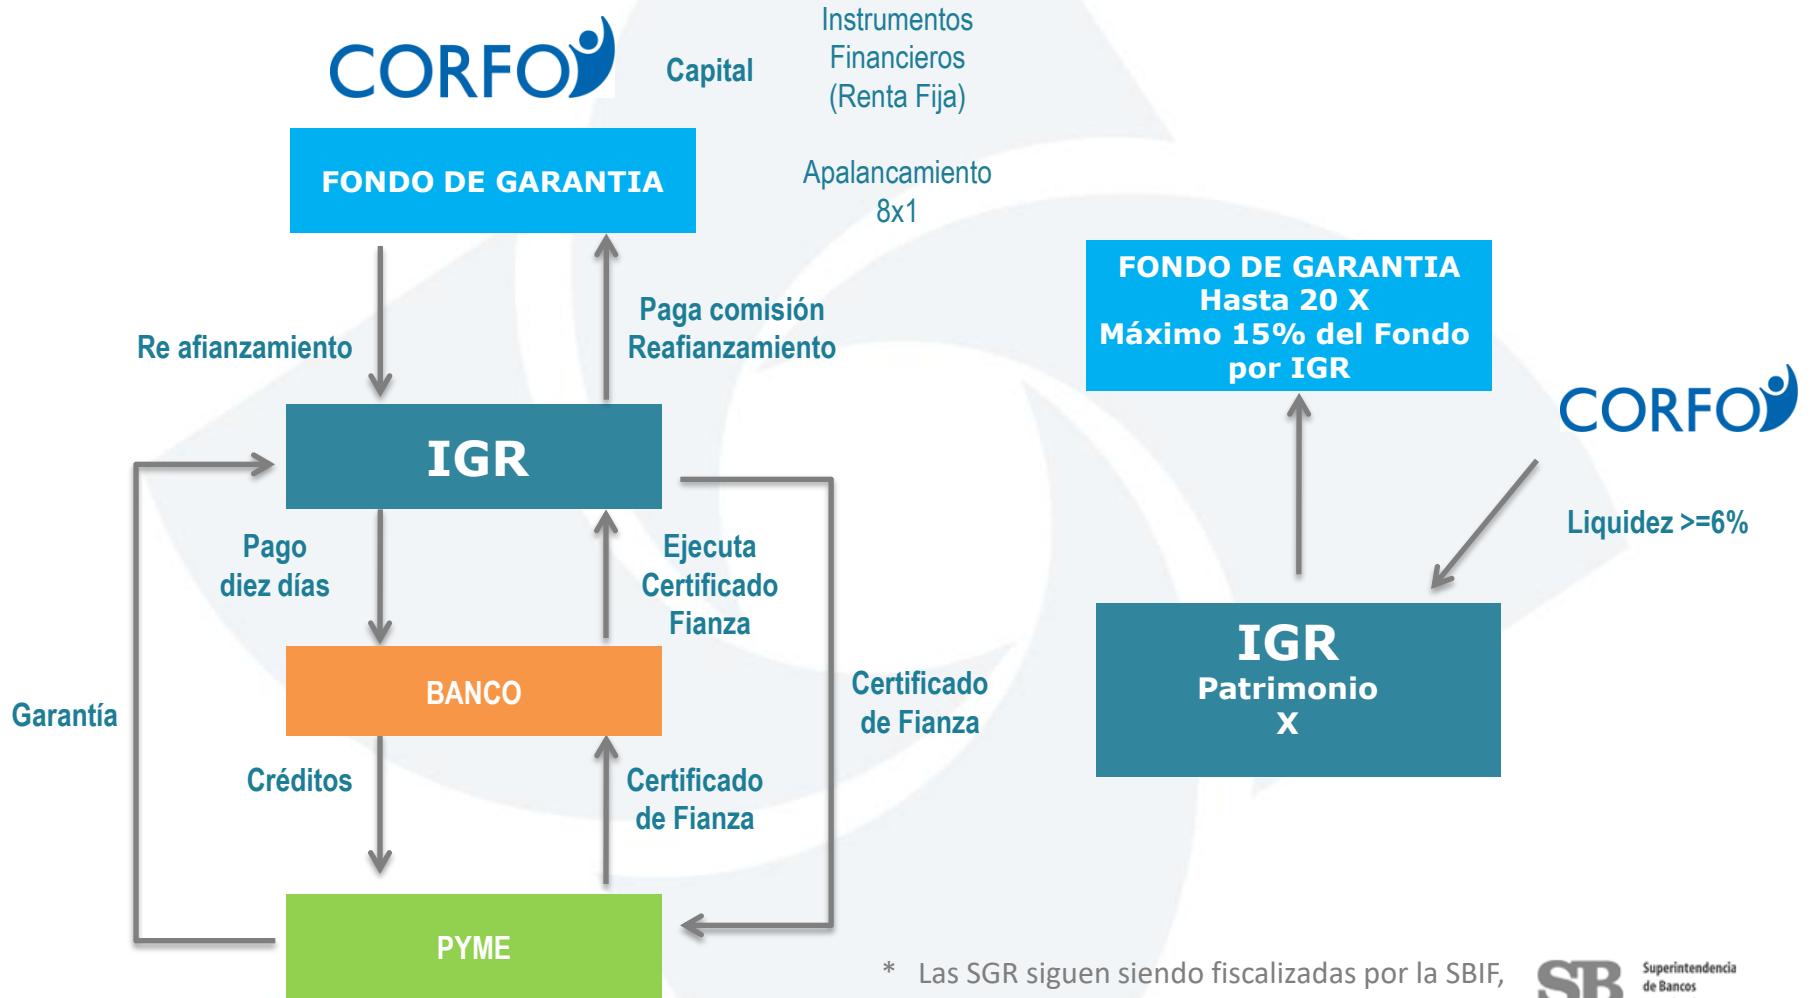 CORFO
Capital
Instrumentos
Financieros
(Renta Fija)
FONDO DE GARANTIA
Apalancamiento
8x1
Re afianzamiento
Paga comisión
Reafianzamiento
IGR
Pago
diez días
Ejecuta
Certificado
Fianza
BANCO
Garantía
Créditos
Certificado
de Fianza
Certificado
de Fianza
PYME
FONDO DE GARANTIA
Hasta 20 X
Máximo 15% del Fondo
por IGR
CORFO
Liquidez >=6%
IGR
Patrimonio
X
* Las SGR siguen siendo fiscalizadas por la SBIF,
SB
Superintendencia
de Bancos